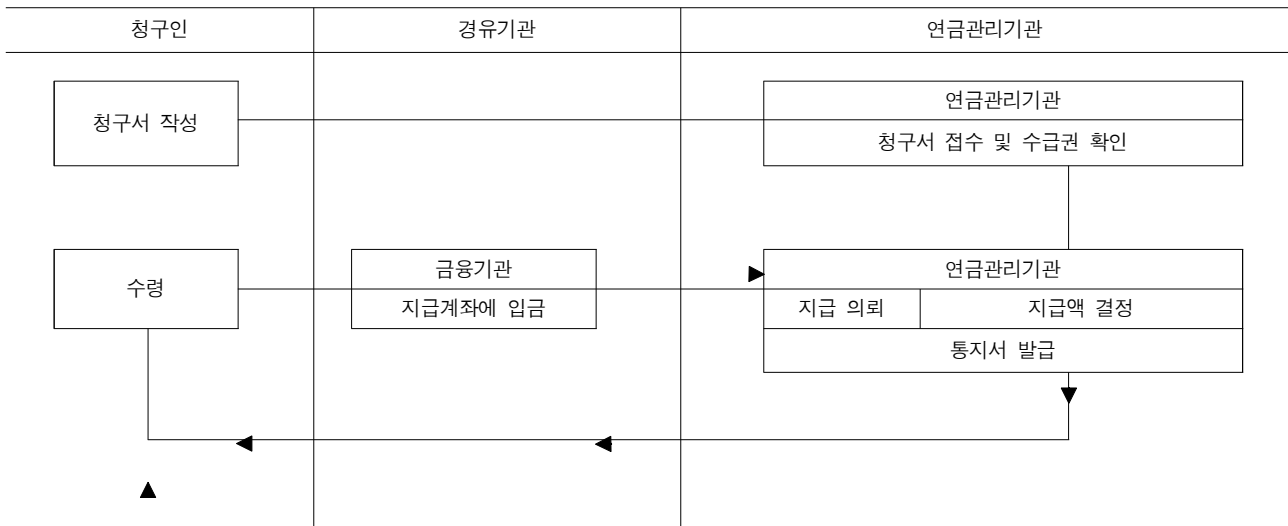 청구인
경유기관
연금관리기관
청구서 작성
연금관리기관
청구서 접수 및 수급권 확인
수령
금융기관
지급계좌에 입금
연금관리기관
지급 의뢰
지급액 결정
통지서 발급